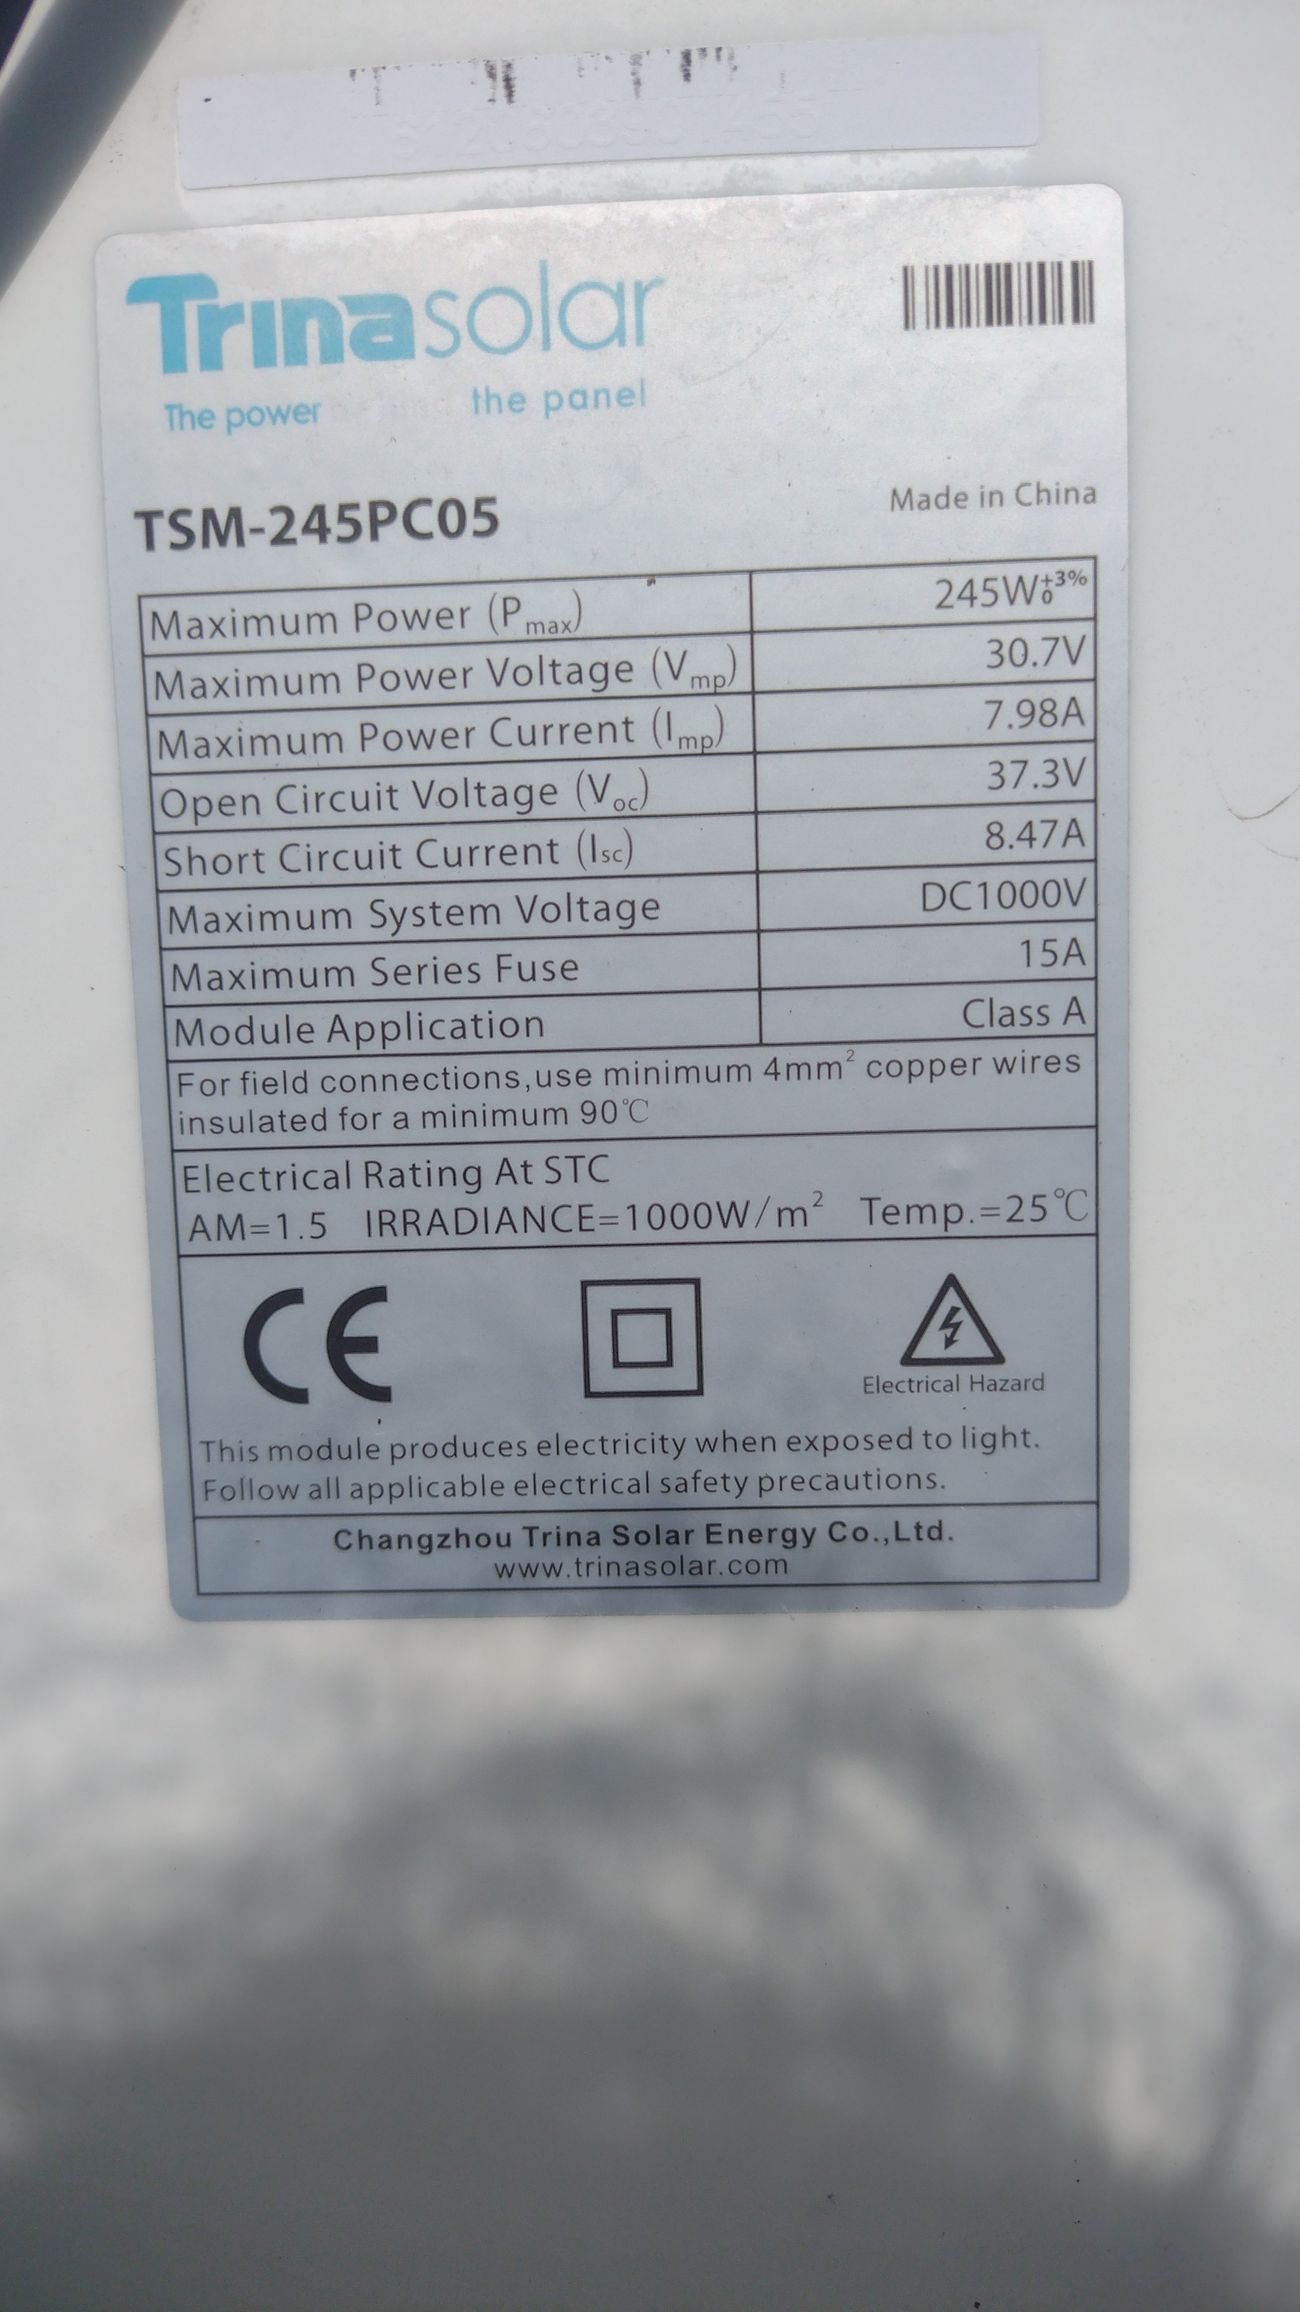 Trinasolar
The power the panel
TSM-245PC05
Made in China
Maximum Power (Pmax) 245W+3% 0
Maximum Power Voltage (Vmp) 30.7V
Maximum Power Current (Imp) 7.98A
Open Circuit Voltage (Voc) 37.3V
Short Circuit Current (Isc) 8.47A
Maximum System Voltage DC1000V
Maximum Series Fuse 15A
Module Application Class A
For field connections,use minimum 4mm² copper wires
insulated for a minimum 90℃
Electrical Rating At STC
AM=1.5 IRRADIANCE=1000W/m² Temp.=25℃
CE
Electrical Hazard
This module produces electricity when exposed to light.
Follow all applicable electrical safety precautions.
Changzhou Trina Solar Energy Co.,Ltd.
www.trinasolar.com